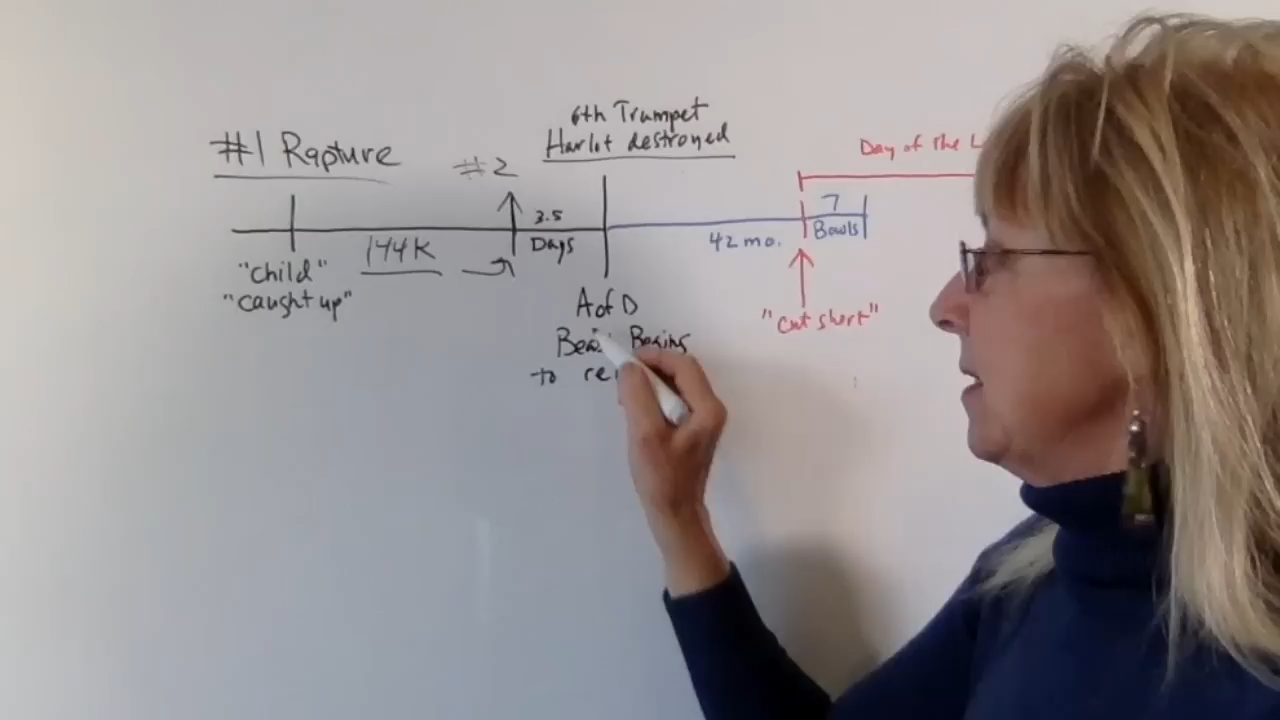 6th Trumpet
Harlot destroyed
#1 Rapture
#2
Day of the
7
3.5
144K
Days
42 mo.
Bowls
"child"
"caught up"
A of D
"Cut short"
Begins
to